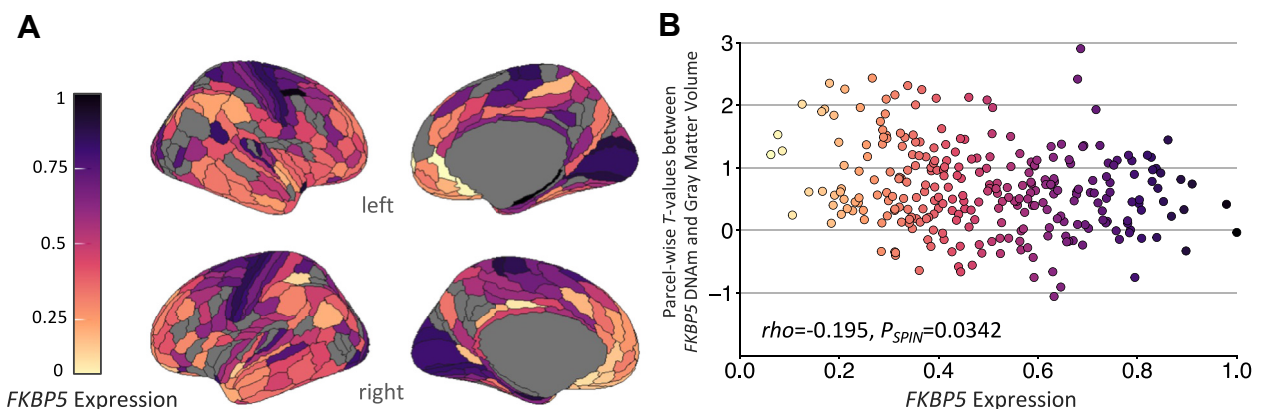 A
1
0.75
0.5
0.25
0
FKBP5 Expression
left
right
B
Parcel-wise T-values between
FKBP5 DNAm and Gray Matter Volume
3
2
1
0
−1
rho=-0.195, PSPIN=0.0342
0.0 0.2 0.4 0.6 0.8 1.0
FKBP5 Expression